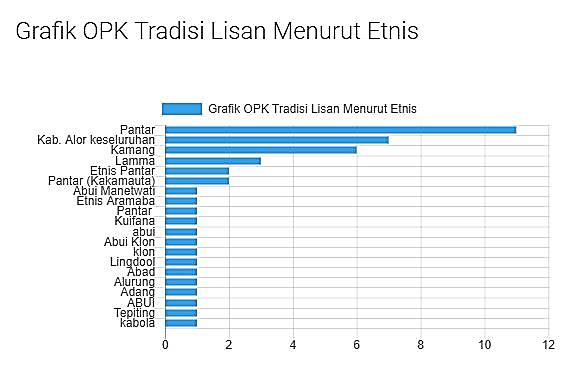 Grafik OPK Tradisi Lisan Menurut Etnis
Grafik OPK Tradisi Lisan Menurut Etnis
Pantar
Kab. Alor keseluruhan
Kamang
Lamma
Etnis Pantar
Pantar (Kakamauta)
Abui Manetwati
Etnis Aramaba
Pantar
Kuifana
abui
Abui Klon
klon
Lingdool
Abad
Alurung
Adang
ABUI
Tepiting
kabola
0 2 4 6 8 10 12